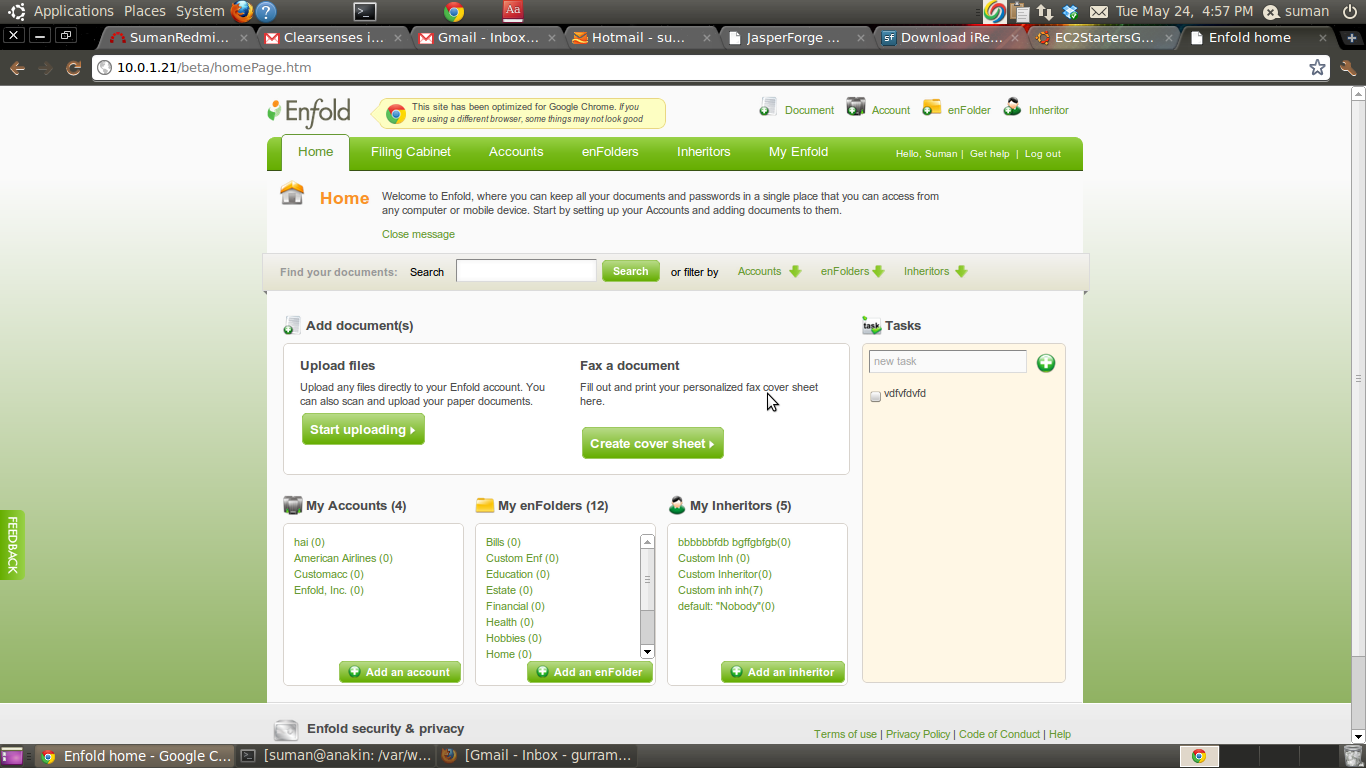 Applications Places System
Aa
Tue May 24, 4:57 PM suman
SumanRedmi...
Clearsenses i...
Gmail - Inbox...
Hotmail - su...
JasperForge ...
Download iRe...
EC2StartersG...
Enfold home
10.0.1.21/beta/homePage.htm
Enfold
This site has been optimized for Google Chrome. If you
are using a different browser, some things may not look good
Document Account enFolder Inheritor
Home Filing Cabinet Accounts enFolders Inheritors My Enfold
Hello, Suman | Get help | Log out
Home
Welcome to Enfold, where you can keep all your documents and passwords in a single place that you can access from
any computer or mobile device. Start by setting up your Accounts and adding documents to them.
Close message
Find your documents: Search Search or filter by Accounts enFolders Inheritors
Add document(s)
Upload files
Upload any files directly to your Enfold account. You
can also scan and upload your paper documents.
Start uploading
Fax a document
Fill out and print your personalized fax cover sheet
here.
Create cover sheet
task Tasks
new task
vdfvfdvfd
FEEDBACK
My Accounts (4)
hai (0)
American Airlines (0)
Customacc (0)
Enfold, Inc. (0)
Add an account
My enFolders (12)
Bills (0)
Custom Enf (0)
Education (0)
Estate (0)
Financial (0)
Health (0)
Hobbies (0)
Home (0)
Add an enFolder
My Inheritors (5)
bbbbbbfdb bgffgbfgb(0)
Custom Inh (0)
Custom Inheritor(0)
Custom inh inh(7)
default: "Nobody"(0)
Add an inheritor
Enfold security & privacy
Terms of use | Privacy Policy | Code of Conduct | Help
Enfold home - Google C...
[suman@anakin: /var/w...
[Gmail - Inbox - gurram...